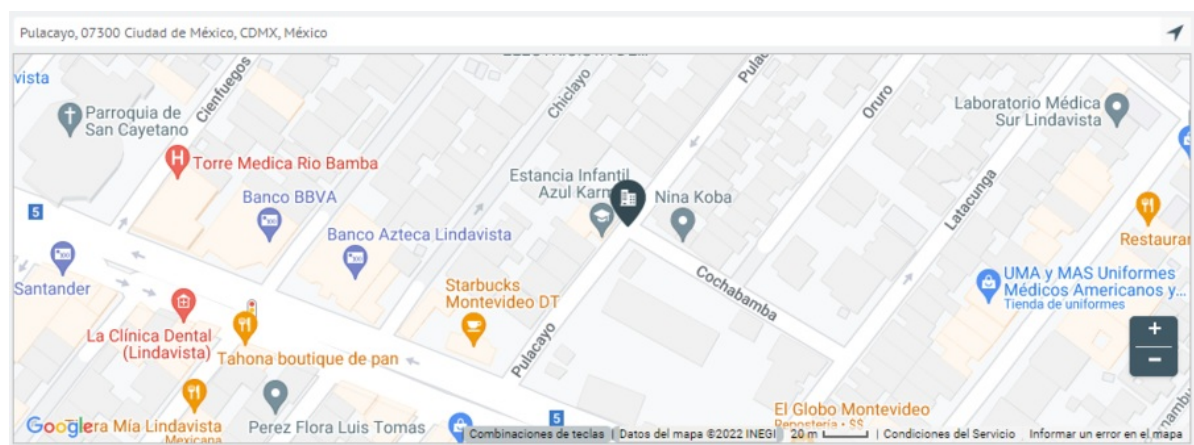 Pulacayo, 07300 Ciudad de México, CDMX, México
vista
Parroquia de
San Cayetano
Cienfuegos
Chiclayo
Oruro
Laboratorio Médica
Sur Lindavista
Torre Medica Rio Bamba
Banco BBVA
Estancia Infantil
Azul Karm
Nina Koba
Latacunga
5
Banco Azteca Lindavista
Restaurar
Santander
Starbucks
Montevideo DT
Cochabamba
UMA y MAS Uniformes
Médicos Americanos y...
Tienda de uniformes
La Clínica Dental
(Lindavista)
Tahona boutique de pan
Pulacayo
+
−
Google
era Mía Lindavista
Mexicana
Perez Flora Luis Tomas
5
El Globo Montevideo
Repostería • $$
Combinaciones de teclas
Datos del mapa ©2022 INEGI
20 m
Condiciones del Servicio
Informar un error en el mapa